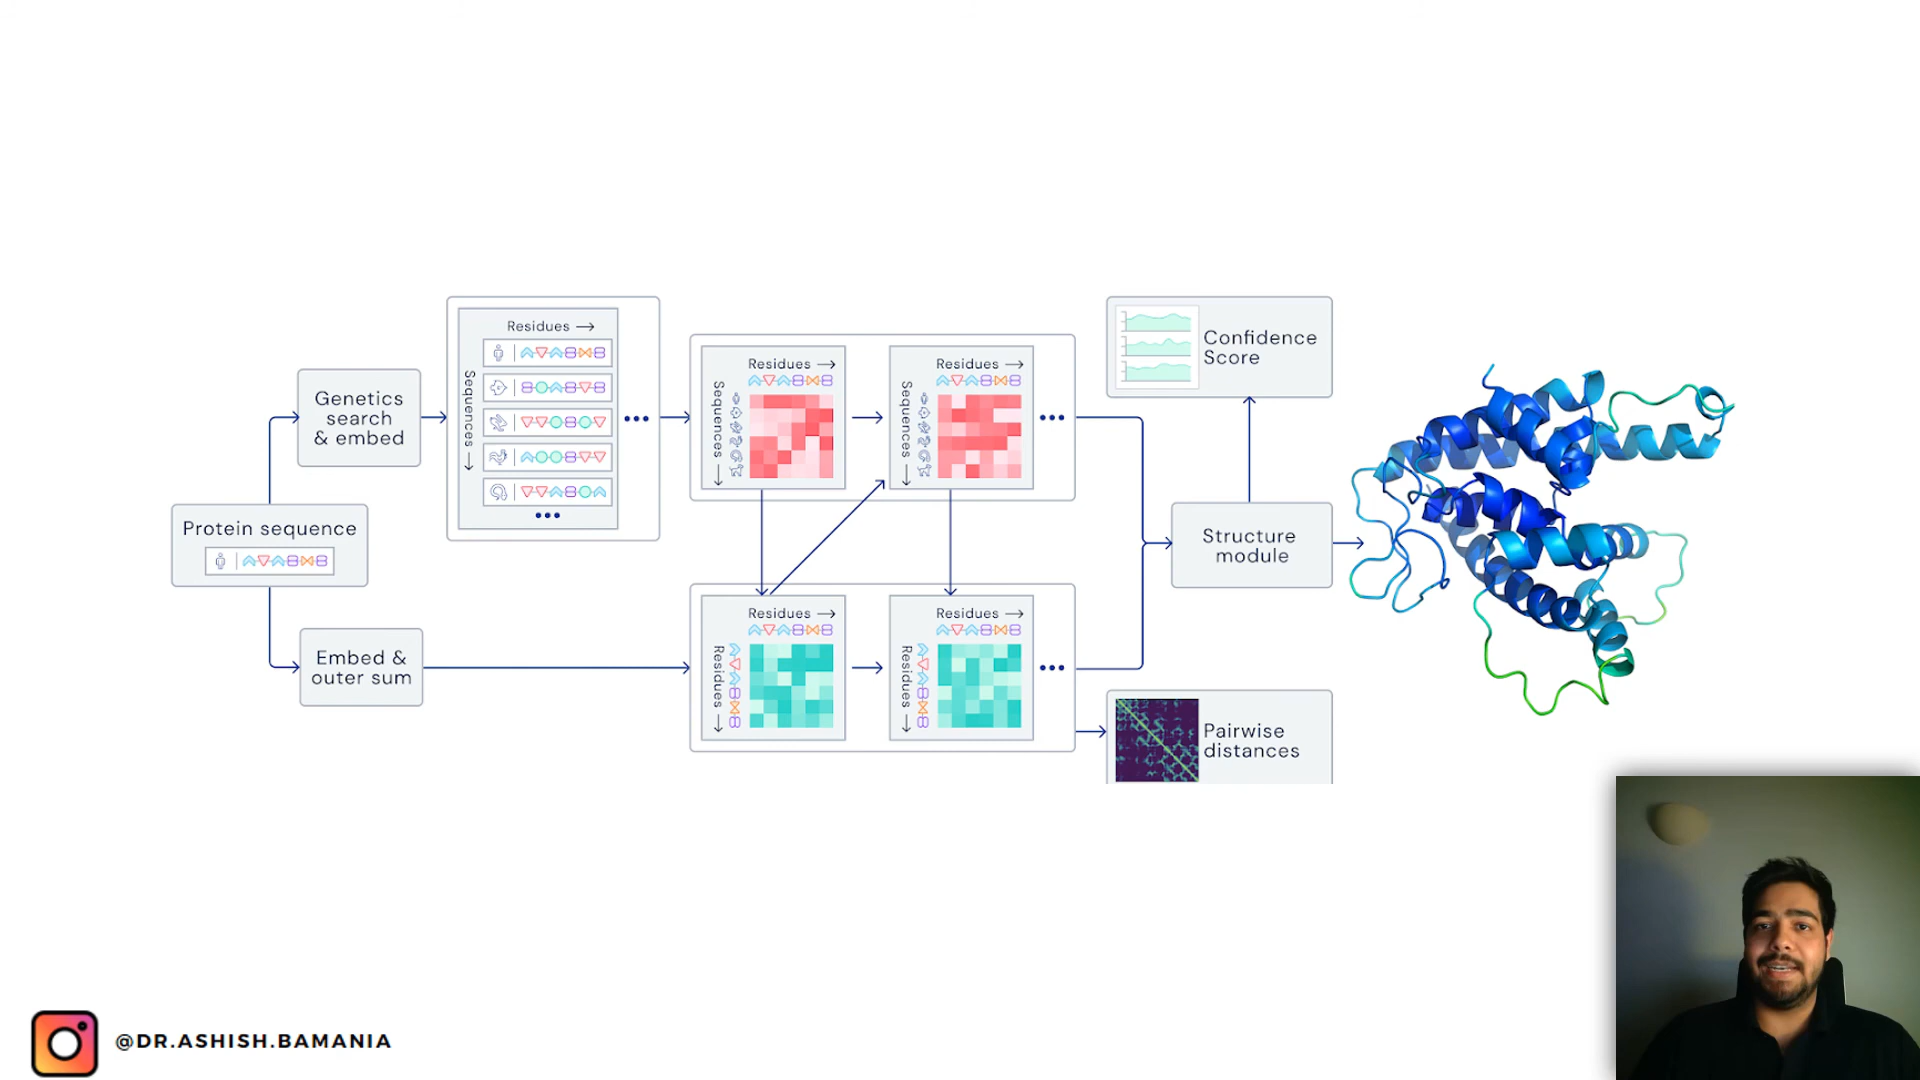 Protein sequence
Genetics
search
& embed
Embed &
outer sum
Residues →
Sequences →
•••
•••
Residues →
Sequences →
Residues →
Sequences →
•••
Residues →
Residues →
Residues →
Residues →
•••
Confidence
Score
Structure
module
Pairwise
distances
@DR.ASHISH.BAMANIA